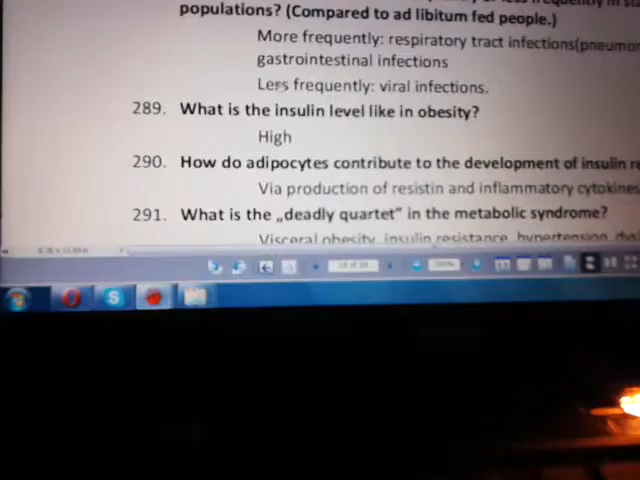 populations? (Compared to ad libitum fed people.)
More frequently: respiratory tract infections(pneumon
gastrointestinal infections
Less frequently: viral infections.
289. What is the insulin level like in obesity?
High
290. How do adipocytes contribute to the development of insulin re
Via production of resistin and inflammatory cytokines
291. What is the „deadly quartet" in the metabolic syndrome?
Visceral obesity, insulin resistance, hypertension, dys